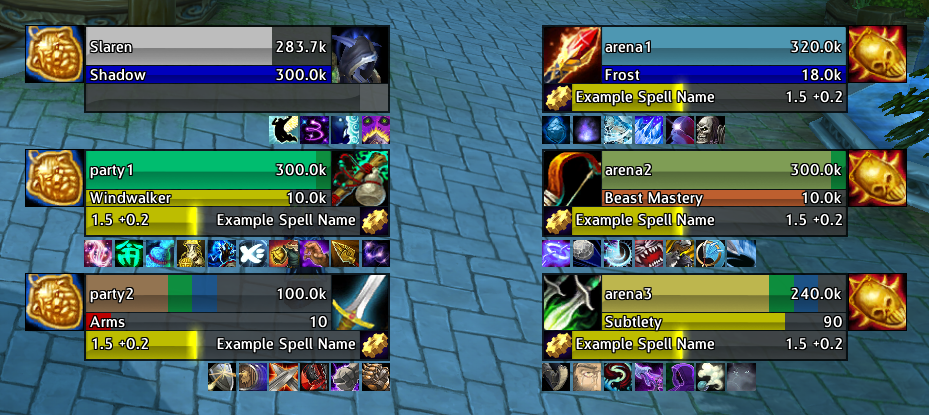 Slaren 283.7k
Shadow 300.0k
party1 300.0k
Windwalker 10.0k
1.5 +0.2 Example Spell Name
party2 100.0k
Arms 10
1.5 +0.2 Example Spell Name
arena1 320.0k
Frost 18.0k
Example Spell Name 1.5 +0.2
arena2 300.0k
Beast Mastery 10.0k
Example Spell Name 1.5 +0.2
arena3 240.0k
Subtlety 90
Example Spell Name 1.5 +0.2